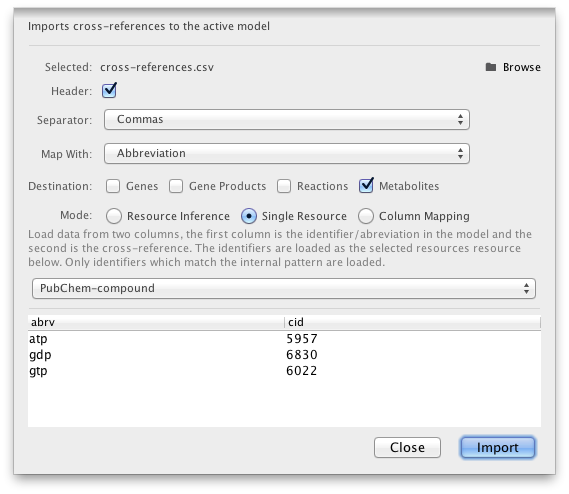 Imports cross-references to the active model
Selected: cross-references.csv Browse
Header:
Separator: Commas
Map With: Abbreviation
Destination: Genes Gene Products Reactions Metabolites
Mode: Resource Inference Single Resource Column Mapping
Load data from two columns, the first column is the identifier/abreviation in the model and the
second is the cross-reference. The identifiers are loaded as the selected resources resource
below. Only identifiers which match the internal pattern are loaded.
PubChem-compound
abrv cid
atp 5957
gdp 6830
gtp 6022
Close Import